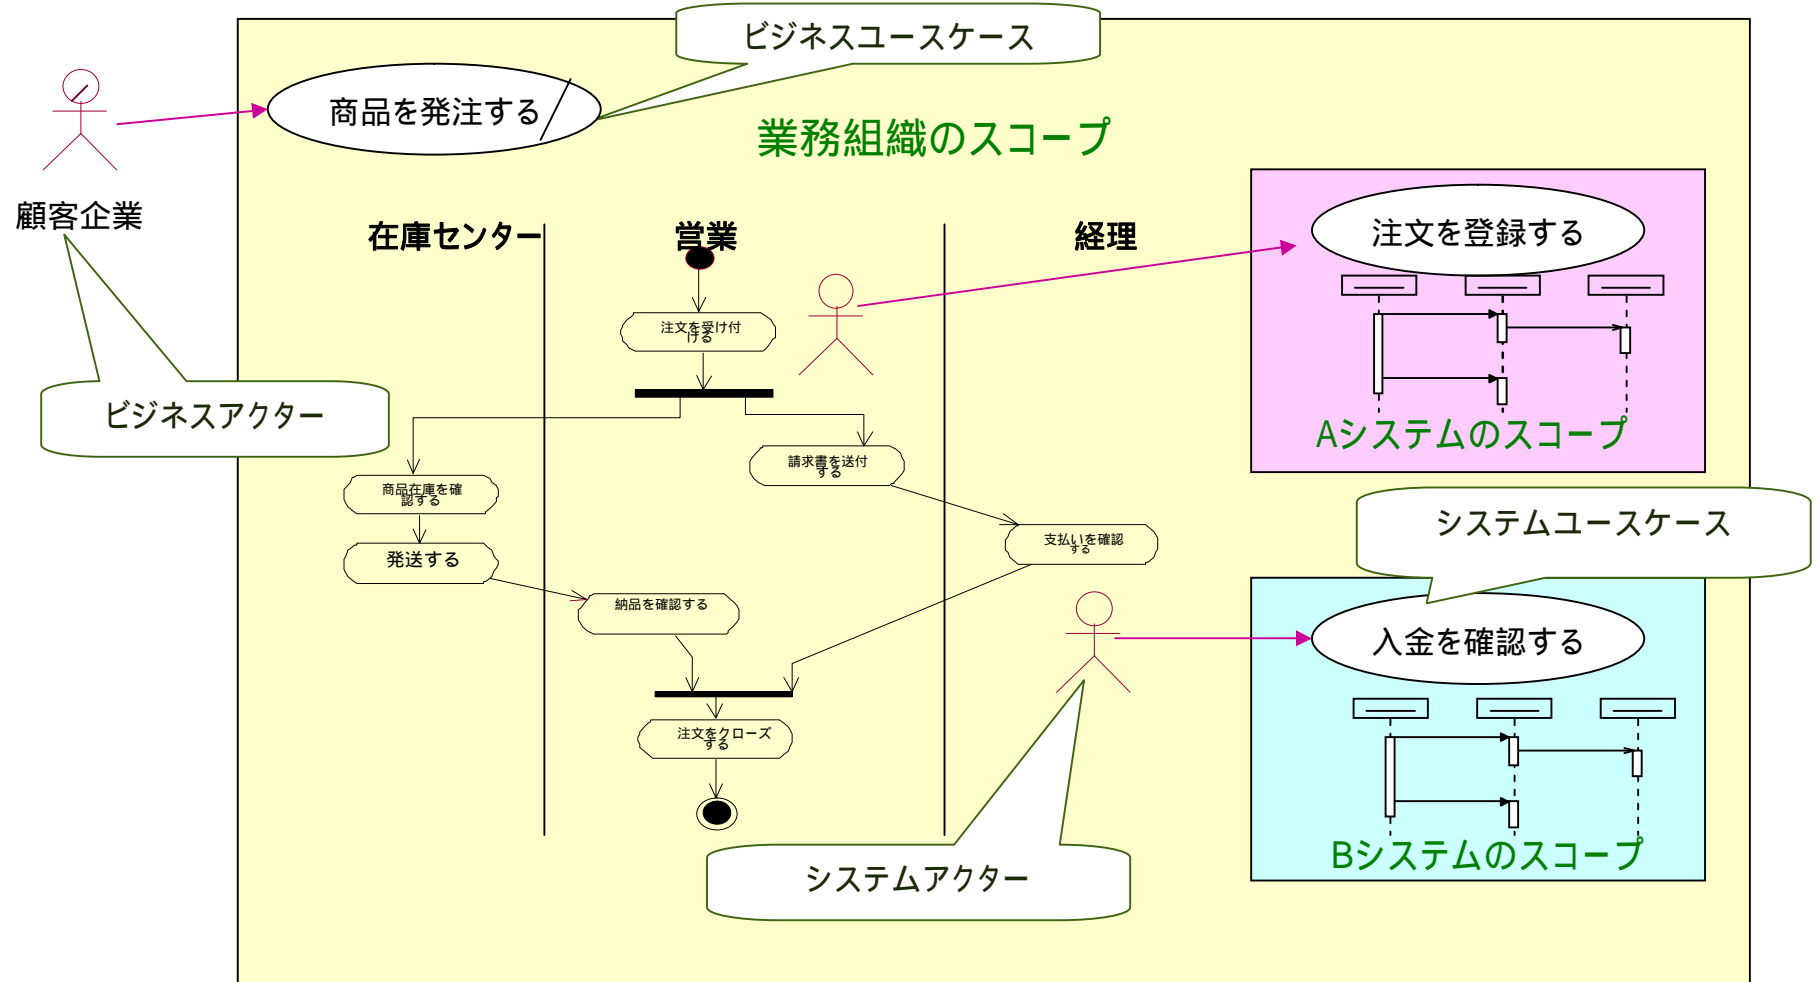 ビジネスユースケース
商品を発注する
業務組織のスコープ
顧客企業
ビジネスアクター
在庫センター
営業
経理
注文を受け付
ける
請求書を送付
する
商品在庫を確
認する
発送する
支払いを確認
する
納品を確認する
注文をクローズ
する
注文を登録する
Aシステムのスコープ
システムユースケース
入金を確認する
Bシステムのスコープ
システムアクター